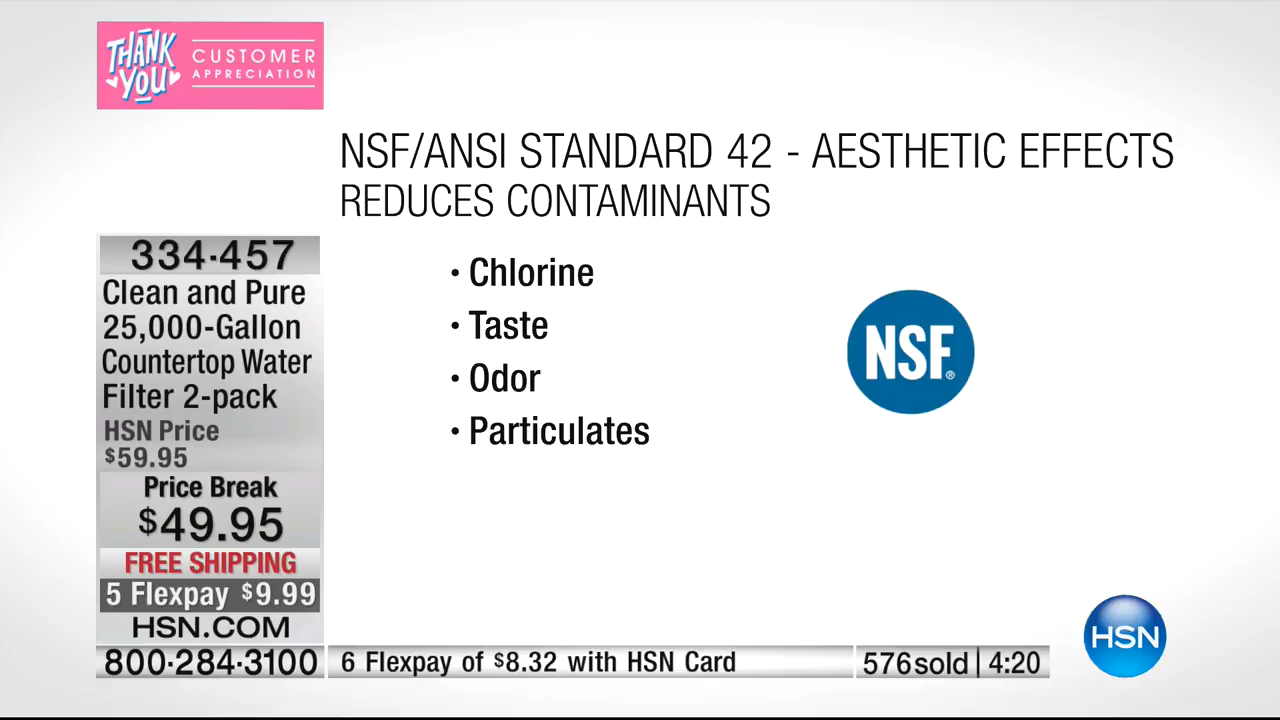 THANK YOU
CUSTOMER
APPRECIATION
NSF/ANSI STANDARD 42 - AESTHETIC EFFECTS
REDUCES CONTAMINANTS
• Chlorine
• Taste
• Odor
• Particulates
NSF®
334·457
Clean and Pure
25,000-Gallon
Countertop Water
Filter 2-pack
HSN Price
$59.95
Price Break
$49.95
FREE SHIPPING
5 Flexpay $9.99
HSN.COM
800·284·3100
6 Flexpay of $8.32 with HSN Card
576 sold | 4:20
HSN